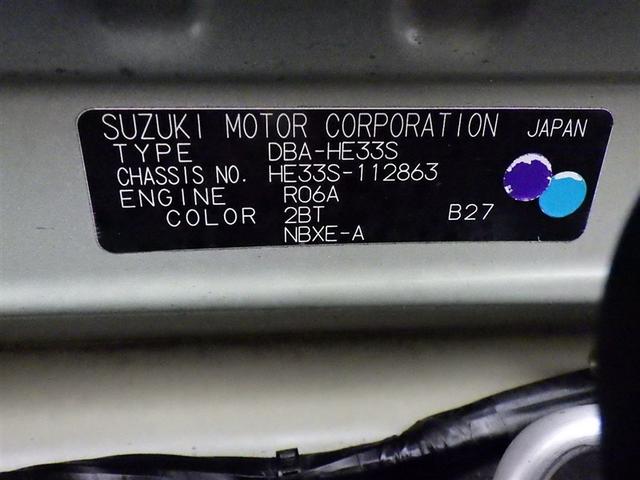 SUZUKI MOTOR CORPORATION JAPAN
TYPE DBA-HE33S
CHASSIS NO. HE33S-112863
ENGINE R06A
COLOR 2BT B27
NBXE-A